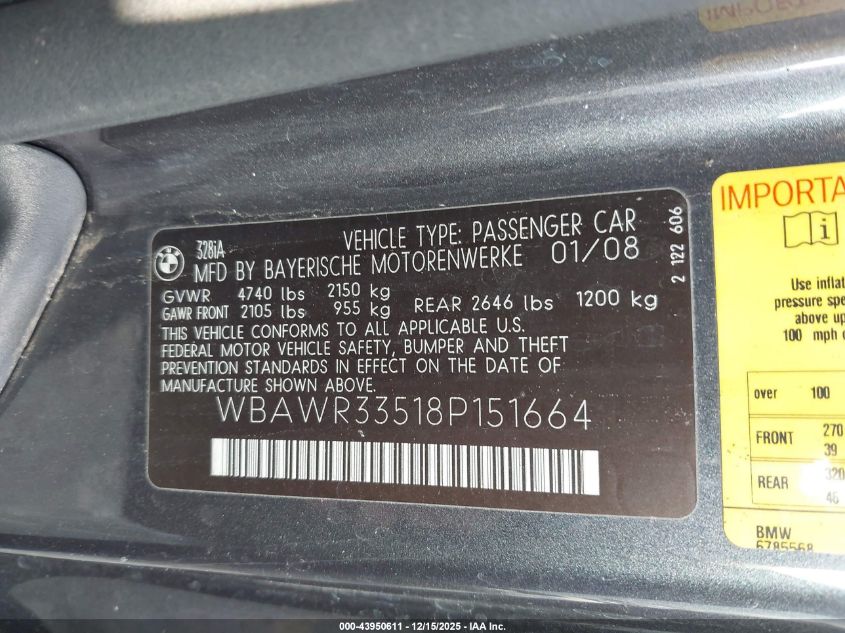 328iA
VEHICLE TYPE: PASSENGER CAR
MFD BY BAYERISCHE MOTORENWERKE 01/08
GVWR 4740 lbs 2150 kg
GAWR FRONT 2105 lbs 955 kg REAR 2646 lbs 1200 kg
THIS VEHICLE CONFORMS TO ALL APPLICABLE U.S.
FEDERAL MOTOR VEHICLE SAFETY, BUMPER AND THEFT
PREVENTION STANDARDS IN EFFECT ON THE DATE OF
MANUFACTURE SHOWN ABOVE.
WBAWR33518P151664
2 122 606
IMPORTA
i
Use inflat
pressure spe
above up
100 mph o
over 100
FRONT 270
39
REAR 320
46
BMW
6785568
000-43950611 - 12/15/2025 - IAA, Inc.